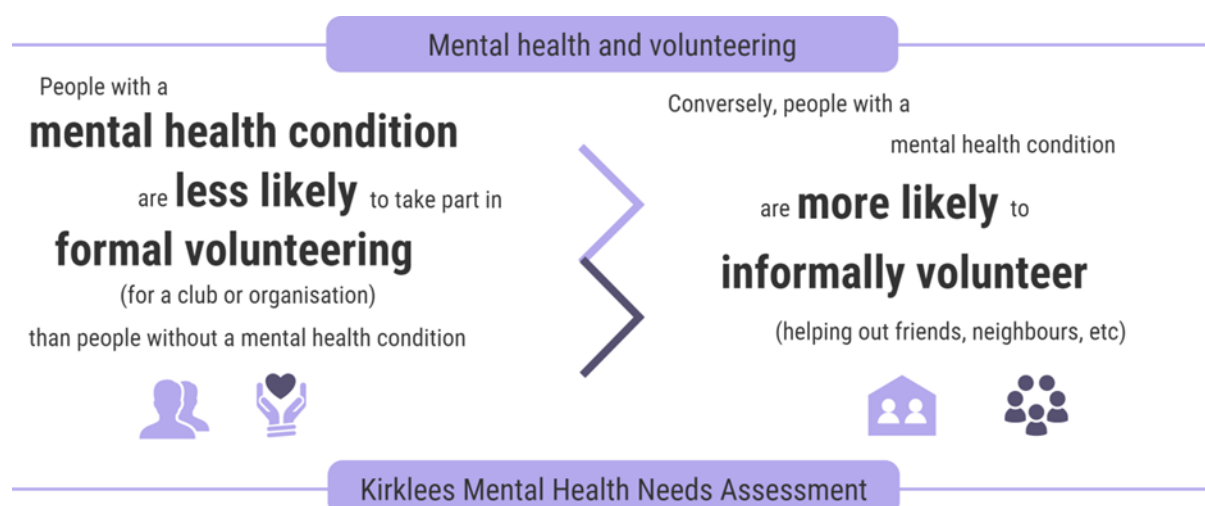 Mental health and volunteering
People with a
mental health condition
are less likely to take part in
formal volunteering
(for a club or organisation)
than people without a mental health condition
Conversely, people with a
mental health condition
are more likely to
informally volunteer
(helping out friends, neighbours, etc)
Kirklees Mental Health Needs Assessment